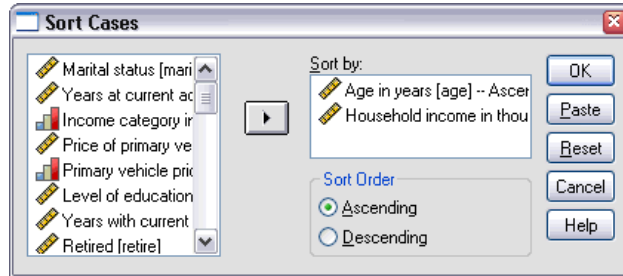 Sort Cases
Marital status [mari
Years at current ad
Income category ir
Price of primary ve
Primary vehicle pric
Level of education
Years with current
Retired [retire]
Sort by:
Age in years [age] -- Ascer
Household income in thou
Sort Order
Ascending
Descending
OK
Paste
Reset
Cancel
Help